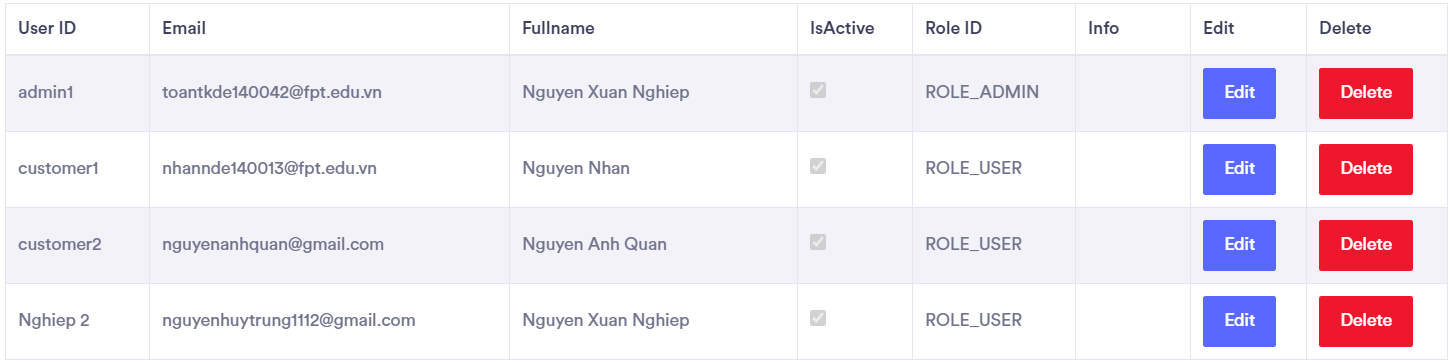 User ID Email Fullname IsActive Role ID Info Edit Delete
admin1 toantkde140042@fpt.edu.vn Nguyen Xuan Nghiep ROLE_ADMIN Edit Delete
customer1 nhannde140013@fpt.edu.vn Nguyen Nhan ROLE_USER Edit Delete
customer2 nguyenanhquan@gmail.com Nguyen Anh Quan ROLE_USER Edit Delete
Nghiep 2 nguyenhuytrung1112@gmail.com Nguyen Xuan Nghiep ROLE_USER Edit Delete